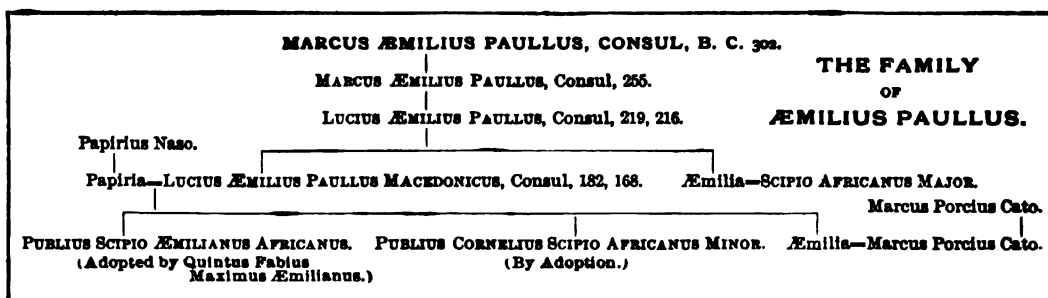 MARCUS ÆMILIUS PAULLUS, CONSUL, B. C. 302.
THE FAMILY
OF
ÆMILIUS PAULLUS.
MARCUS ÆMILIUS PAULLUS, Consul, 255.
LUCIUS ÆMILIUS PAULLUS, Consul, 219, 216.
Papirius Naso.
Papiria=LUCIUS ÆMILIUS PAULLUS MACEDONICUS, Consul, 182, 168.
Æmilia=SCIPIO AFRICANUS MAJOR.
Marcus Porcius Cato.
PUBLIUS SCIPIO ÆMILIANUS AFRICANUS.
(Adopted by Quintus Fabius
Maximus Æmilianus.)
PUBLIUS CORNELIUS SCIPIO AFRICANUS MINOR.
(By Adoption.)
Æmilia=Marcus Porcius Cato.